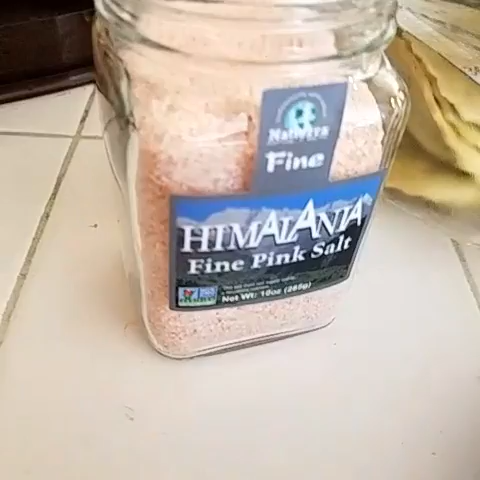 Natierra
Fine
HIMALANIA
Fine Pink Salt
Net Wt: 10oz (285g)